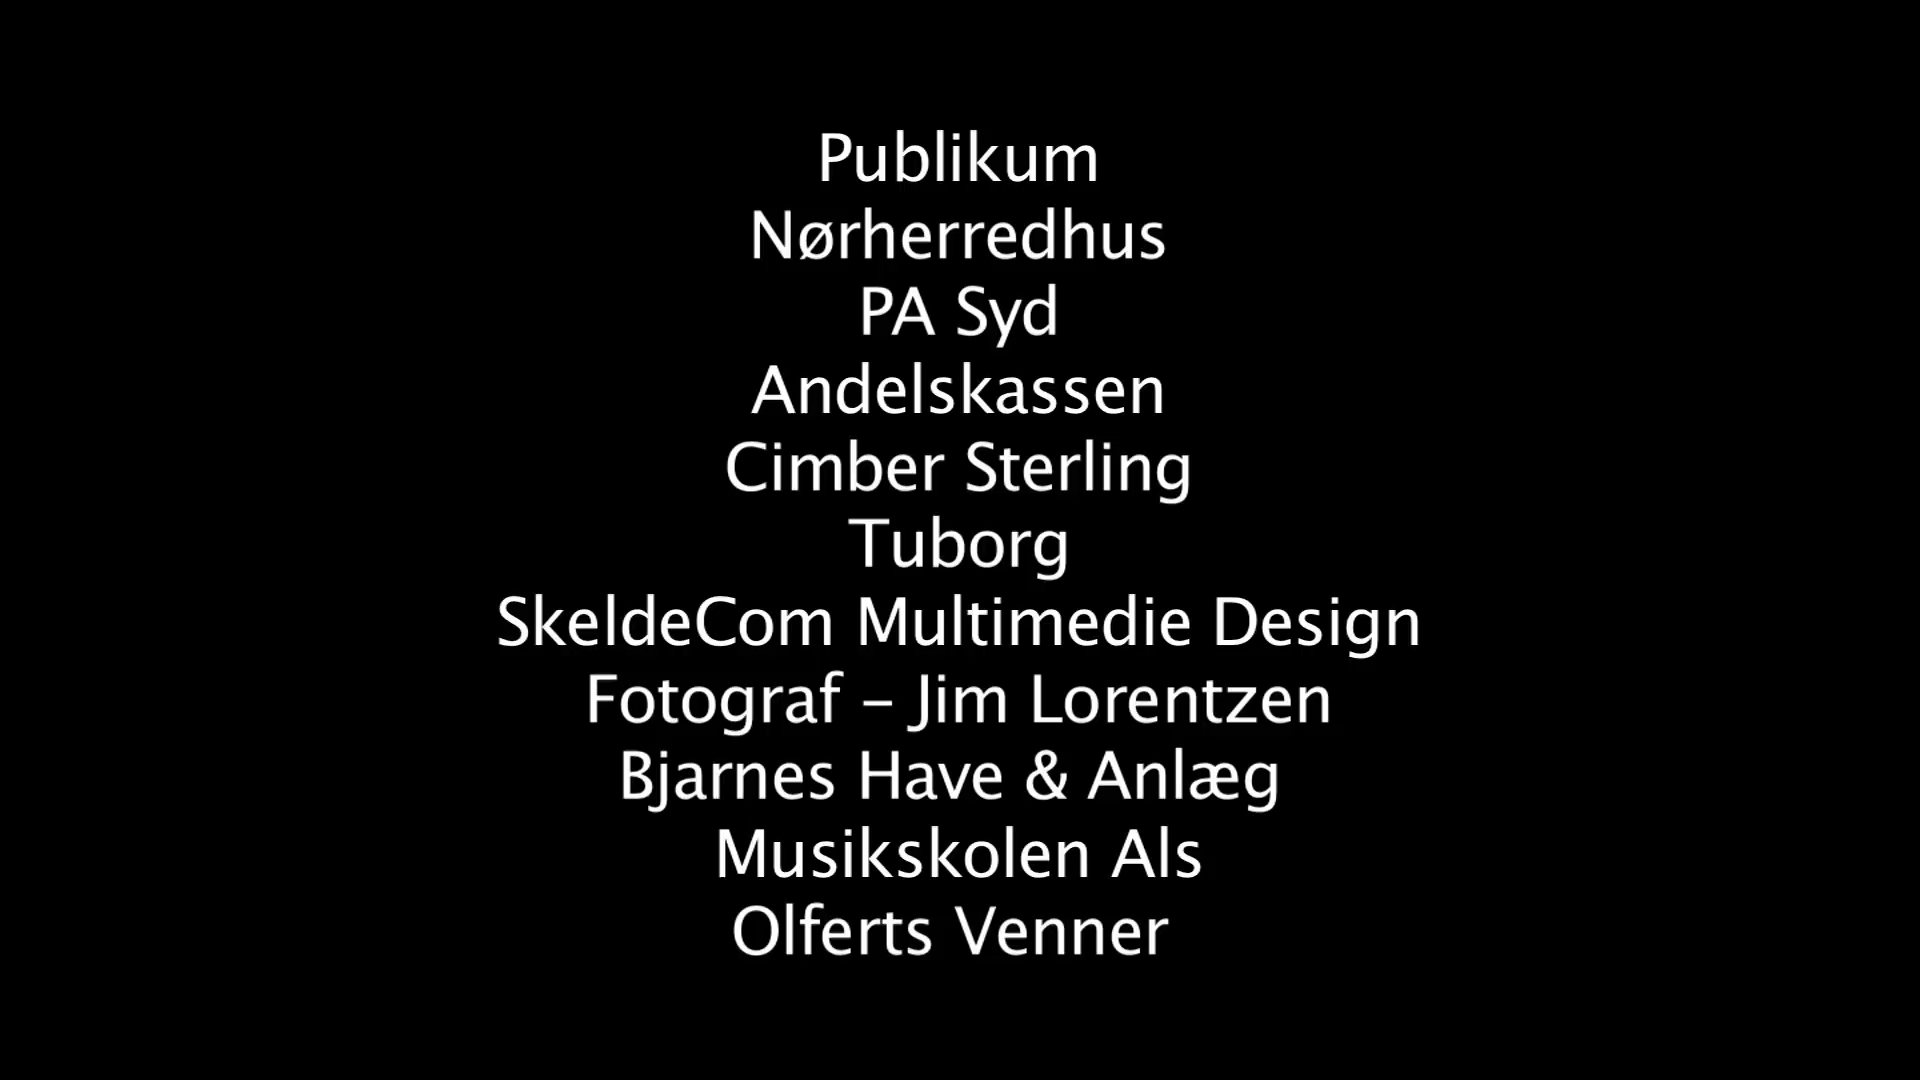 Publikum
Nørherredhus
PA Syd
Andelskassen
Cimber Sterling
Tuborg
SkeldeCom Multimedie Design
Fotograf – Jim Lorentzen
Bjarnes Have & Anlæg
Musikskolen Als
Olferts Venner